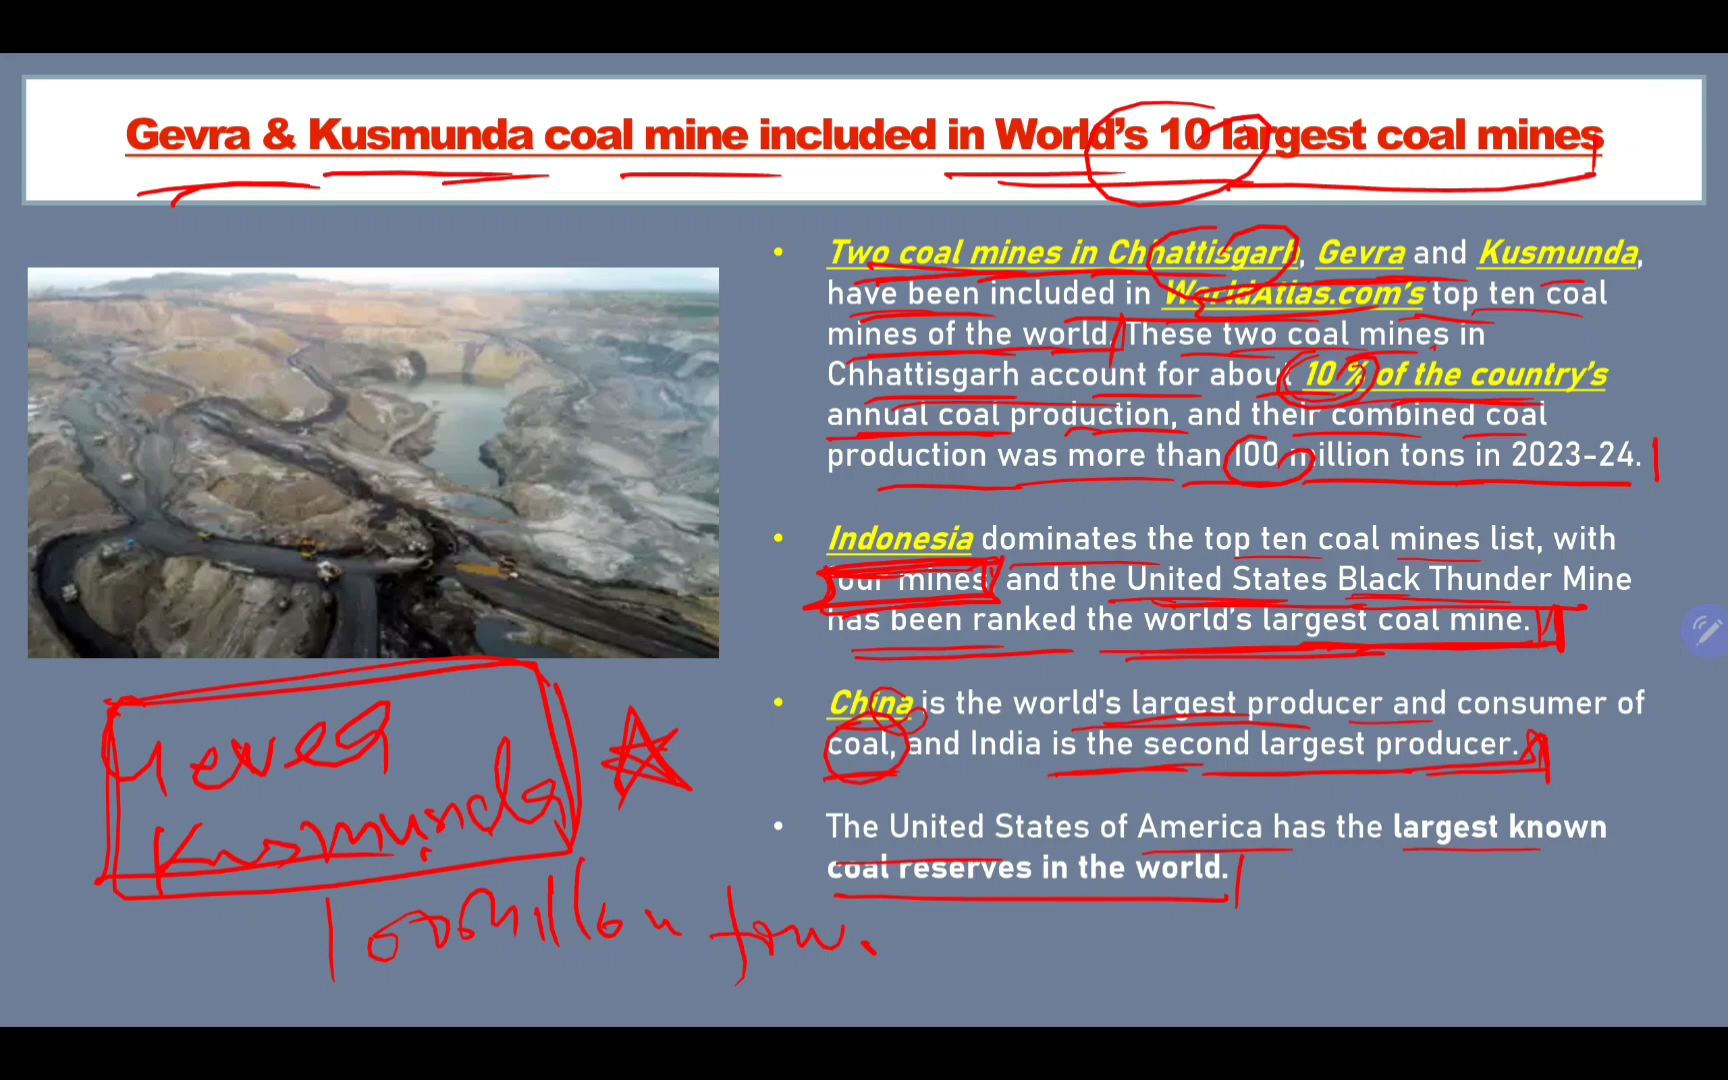 Gevra & Kusmunda coal mine included in World's 10 largest coal mines
• Two coal mines in Chhattisgarh, Gevra and Kusmunda,
have been included in WorldAtlas.com's top ten coal
mines of the world. These two coal mines in
Chhattisgarh account for about 10 % of the country's
annual coal production, and their combined coal
production was more than 100 million tons in 2023-24.
• Indonesia dominates the top ten coal mines list, with
four mines, and the United States Black Thunder Mine
has been ranked the world's largest coal mine.
• China is the world's largest producer and consumer of
coal, and India is the second largest producer.
• The United States of America has the largest known
coal reserves in the world.
Gevra
Kusmunda
100 Million ton.